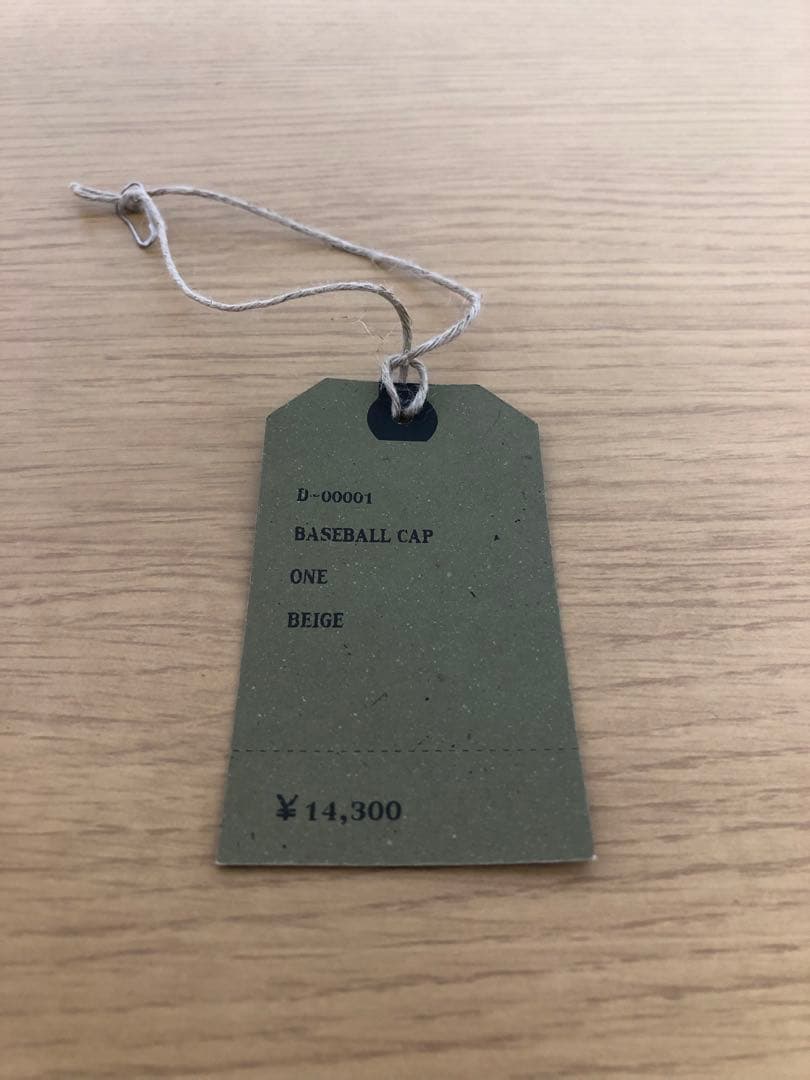 D-00001
BASEBALL CAP
ONE
BEIGE
¥14,300